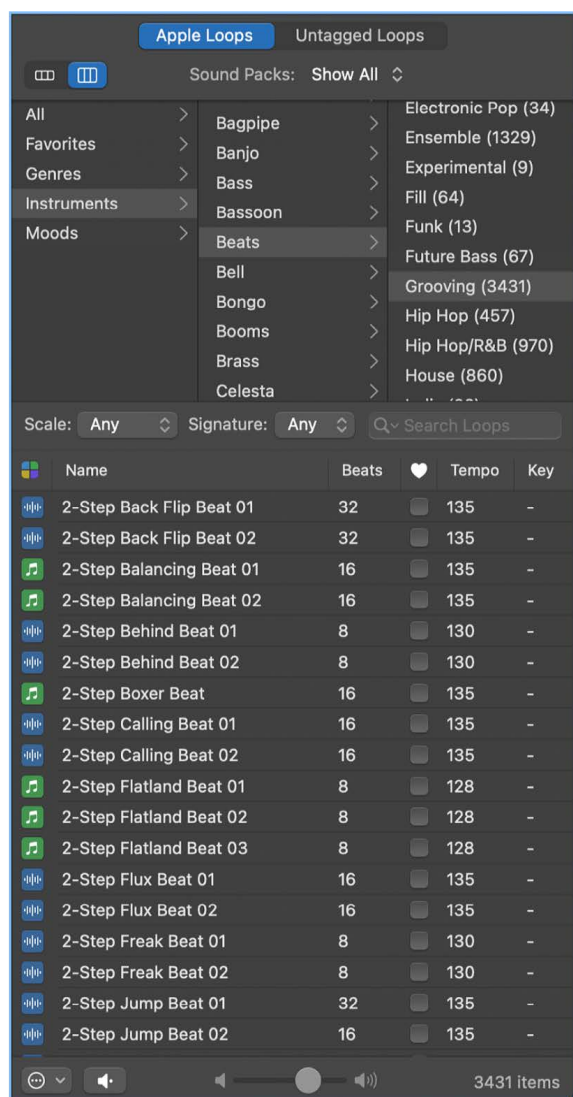 Apple Loops Untagged Loops
Sound Packs: Show All
All
Favorites
Genres
Instruments
Moods
Bagpipe
Banjo
Bass
Bassoon
Beats
Bell
Bongo
Booms
Brass
Celesta
Electronic Pop (34)
Ensemble (1329)
Experimental (9)
Fill (64)
Funk (13)
Future Bass (67)
Grooving (3431)
Hip Hop (457)
Hip Hop/R&B (970)
House (860)
Scale: Any Signature: Any Search Loops
Name Beats Tempo Key
2-Step Back Flip Beat 01 32 135 -
2-Step Back Flip Beat 02 32 135 -
2-Step Balancing Beat 01 16 135 -
2-Step Balancing Beat 02 16 135 -
2-Step Behind Beat 01 8 130 -
2-Step Behind Beat 02 8 130 -
2-Step Boxer Beat 16 135 -
2-Step Calling Beat 01 16 135 -
2-Step Calling Beat 02 16 135 -
2-Step Flatland Beat 01 8 128 -
2-Step Flatland Beat 02 8 128 -
2-Step Flatland Beat 03 8 128 -
2-Step Flux Beat 01 16 135 -
2-Step Flux Beat 02 16 135 -
2-Step Freak Beat 01 8 130 -
2-Step Freak Beat 02 8 130 -
2-Step Jump Beat 01 32 135 -
2-Step Jump Beat 02 16 135 -
3431 items